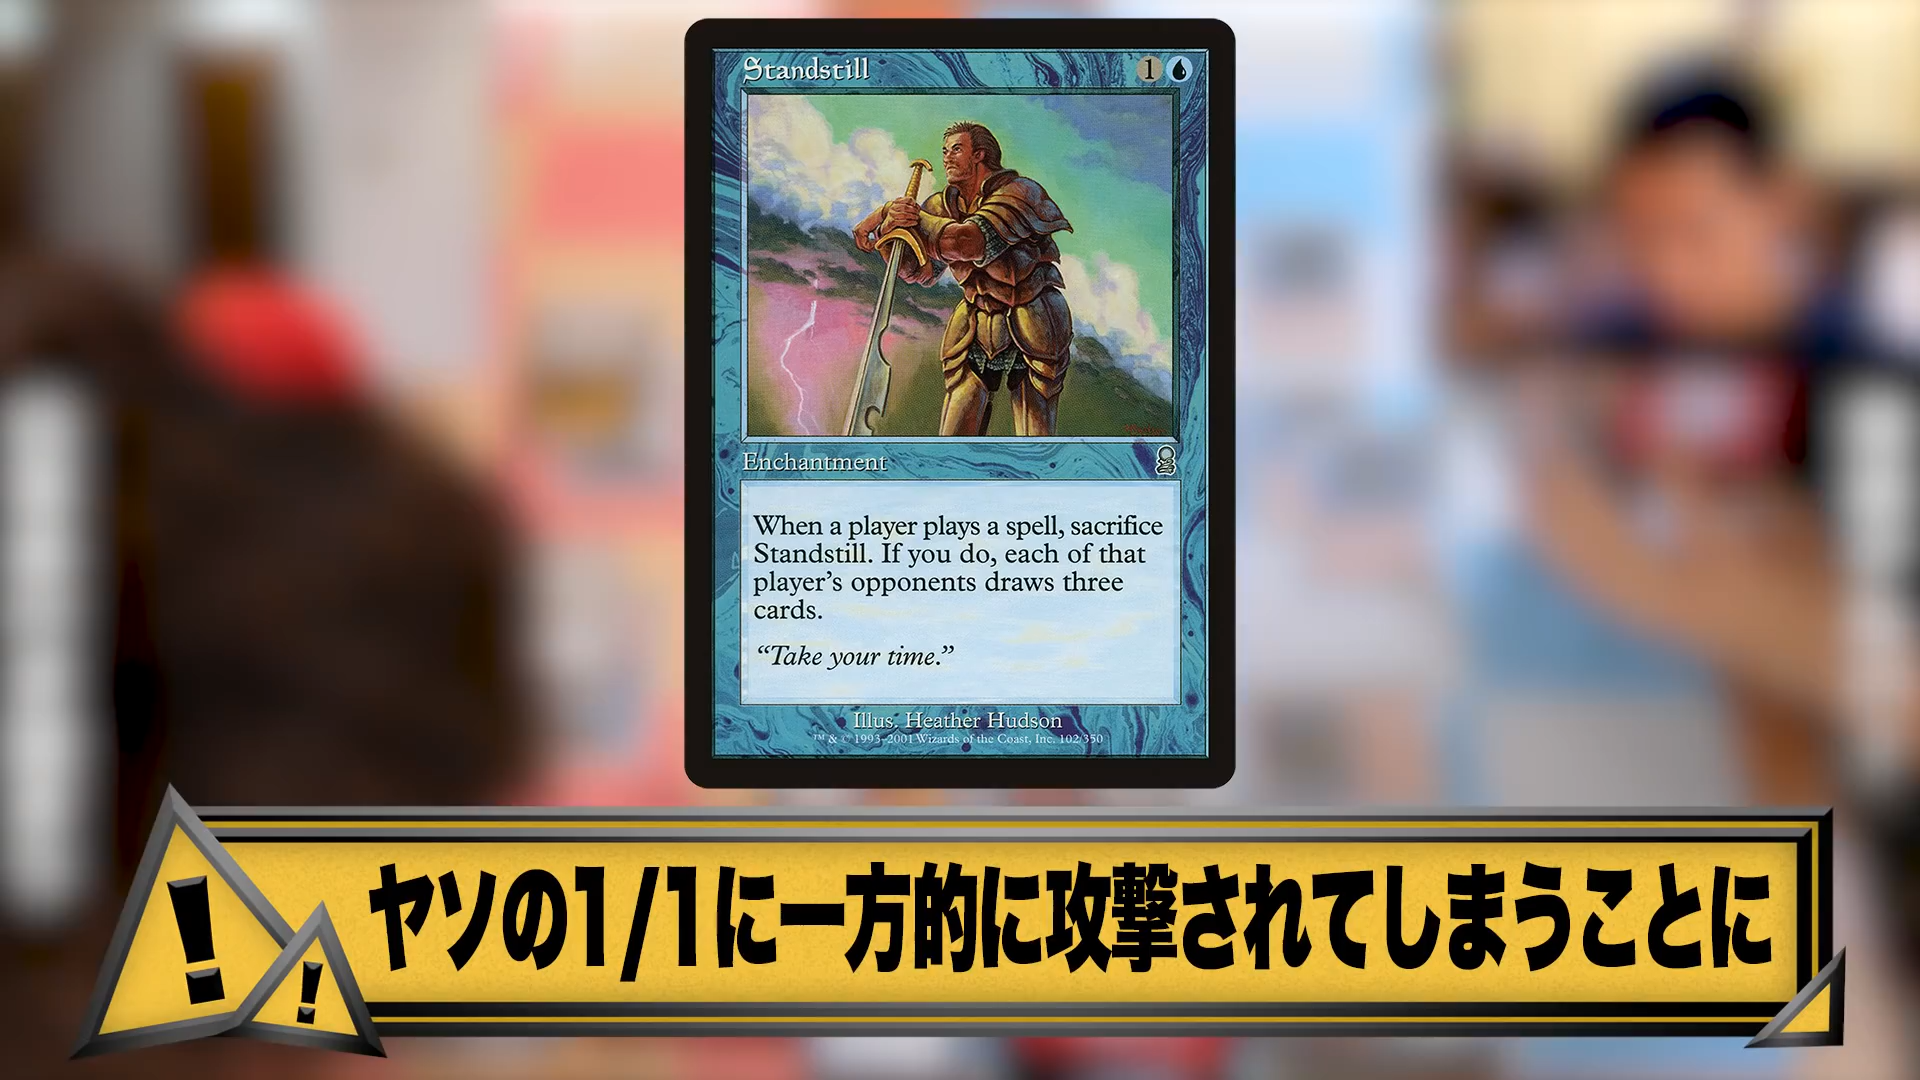 Standstill
1
Enchantment
When a player plays a spell, sacrifice
Standstill. If you do, each of that
player's opponents draws three
cards.
“Take your time.”
Illus. Heather Hudson
™ & © 1993-2001 Wizards of the Coast, Inc. 102/350
! ! ヤソの1/1に一方的に攻撃されてしまうことに